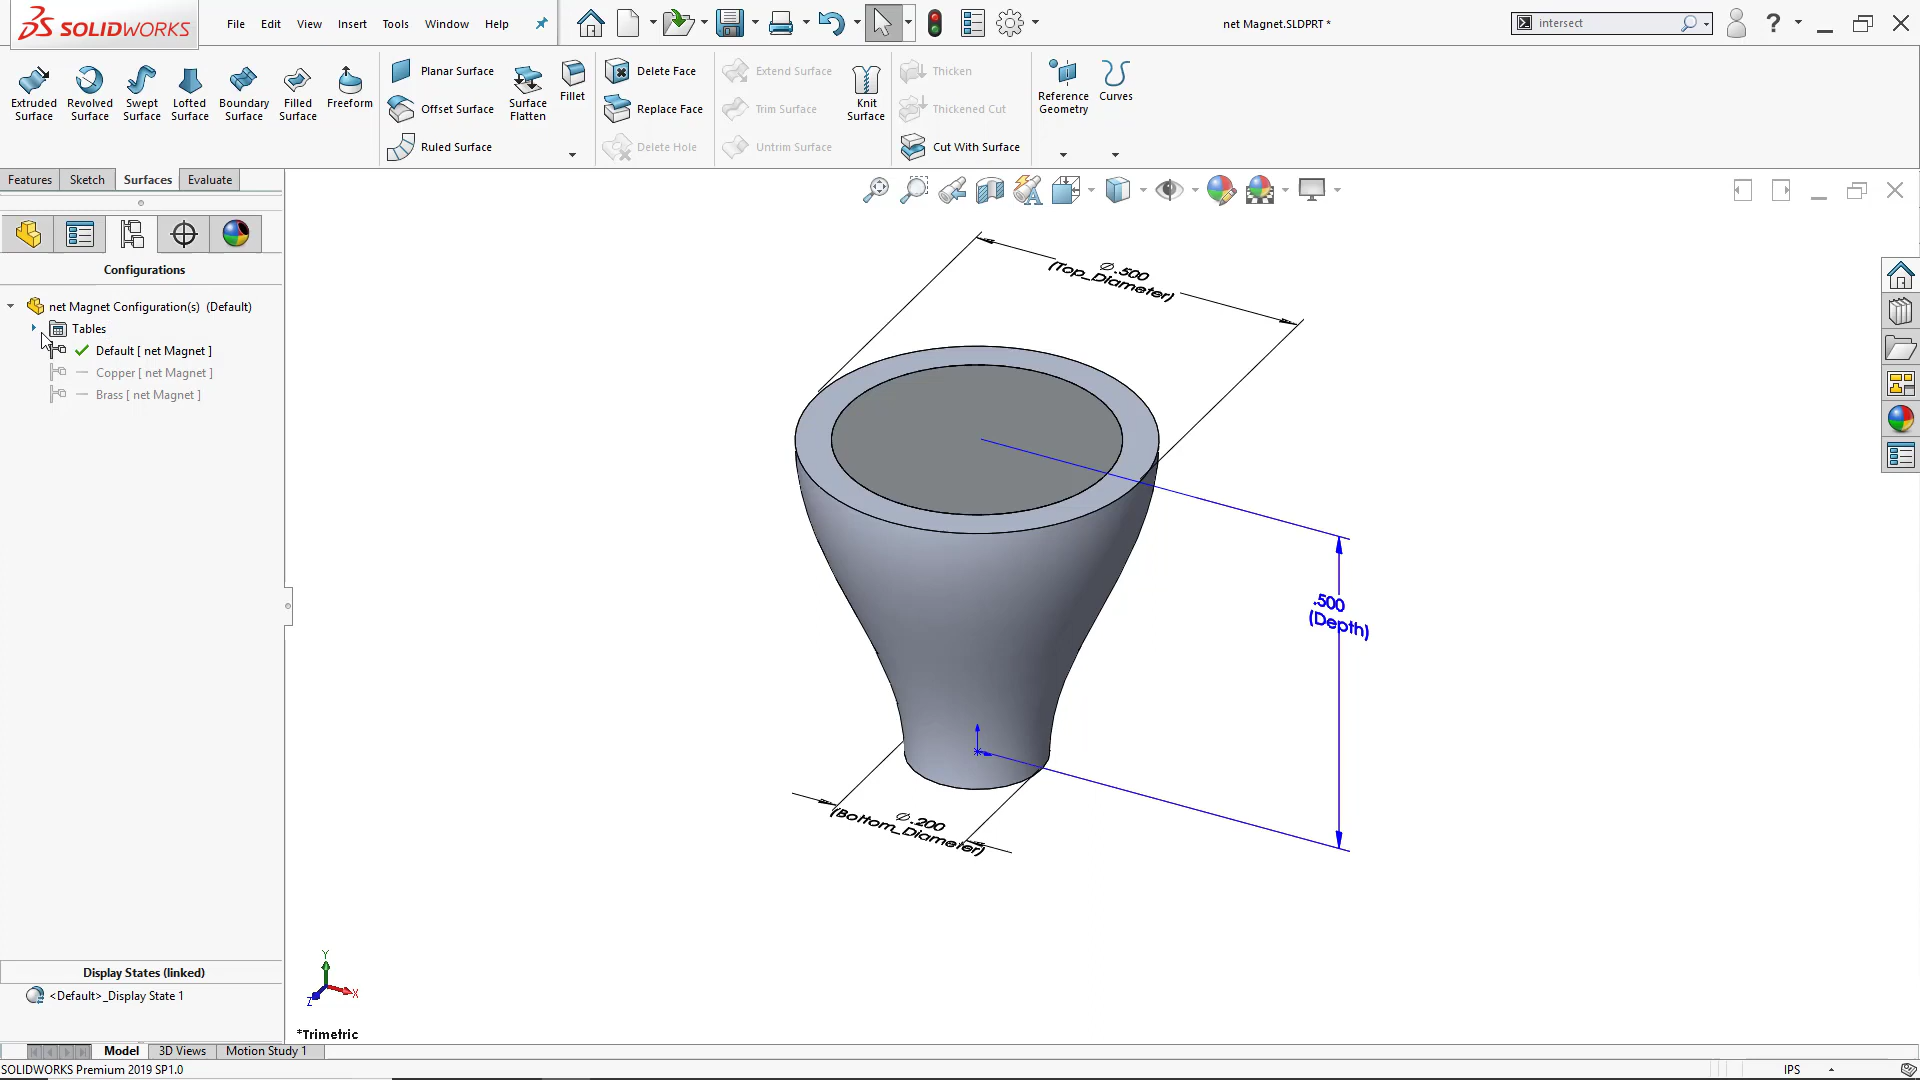 SOLIDWORKS
File Edit View Insert Tools Window Help
net Magnet.SLDPRT *
intersect
?
Extruded Surface
Revolved Surface
Swept Surface
Lofted Surface
Boundary Surface
Filled Surface
Freeform
Planar Surface
Offset Surface
Ruled Surface
Surface Flatten
Fillet
Delete Face
Replace Face
Delete Hole
Extend Surface
Trim Surface
Untrim Surface
Knit Surface
Thicken
Thickened Cut
Cut With Surface
Reference Geometry
Curves
Features Sketch Surfaces Evaluate
Configurations
net Magnet Configuration(s) (Default)
Tables
Default [ net Magnet ]
Copper [ net Magnet ]
Brass [ net Magnet ]
Ø.500
(Top_Diameter)
.500
(Depth)
Ø.200
(Bottom_Diameter)
Display States (linked)
<Default>_Display State 1
Y
X
Z
*Trimetric
Model 3D Views Motion Study 1
SOLIDWORKS Premium 2019 SP1.0
IPS